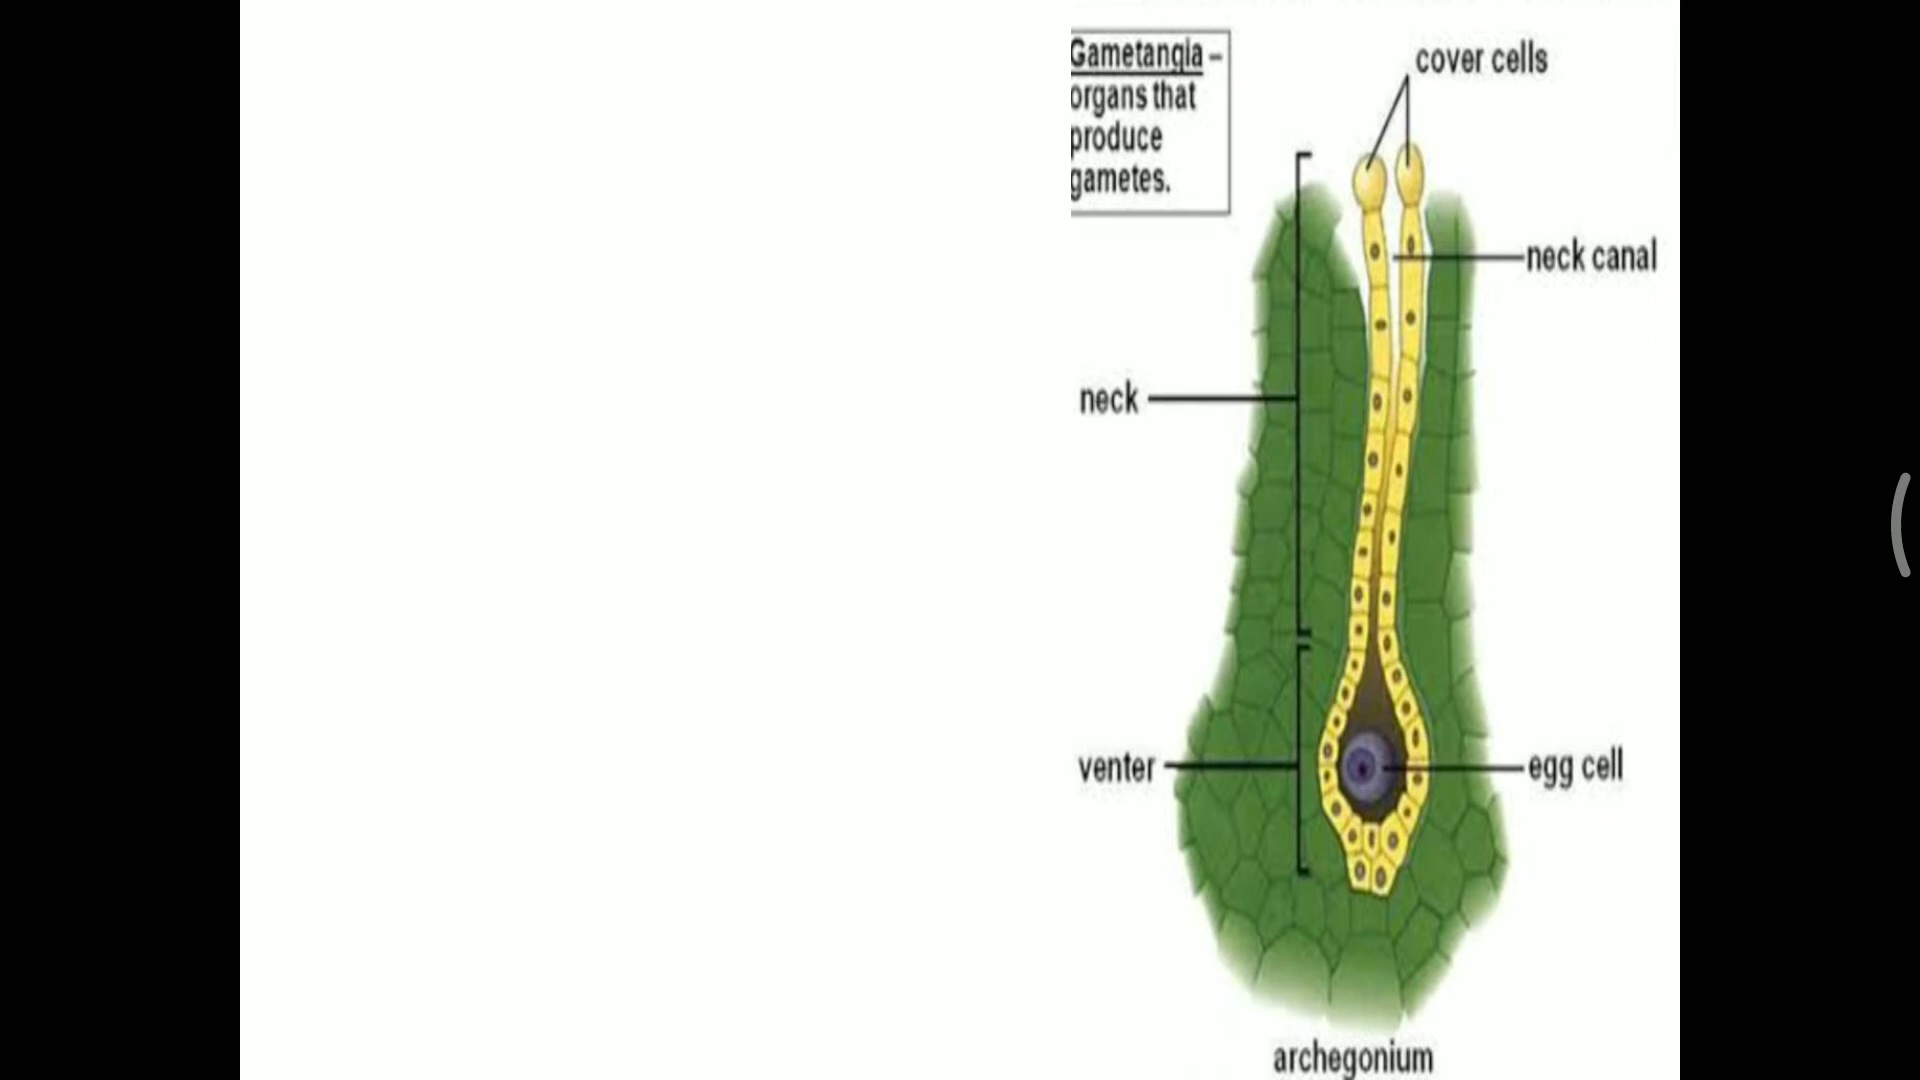 Gametangia –
organs that
produce
gametes.
cover cells
neck canal
neck
venter
egg cell
archegonium